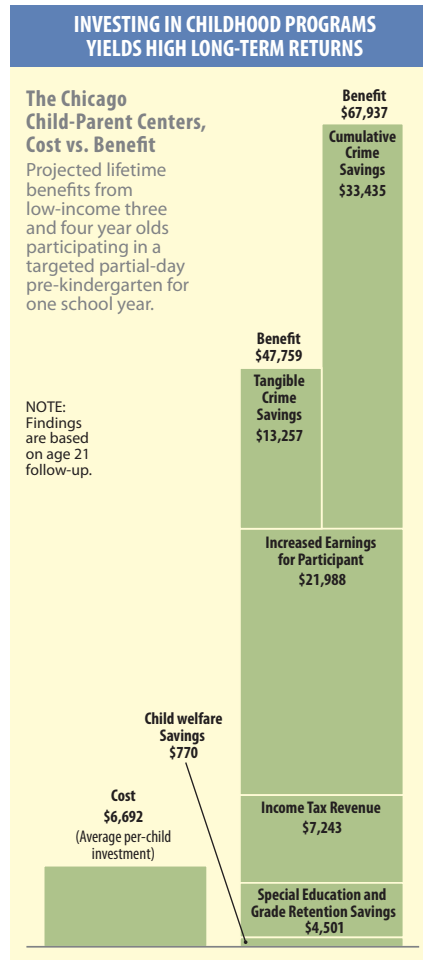 INVESTING IN CHILDHOOD PROGRAMS
YIELDS HIGH LONG-TERM RETURNS
The Chicago
Child-Parent Centers,
Cost vs. Benefit
Projected lifetime
benefits from
low-income three
and four year olds
participating in a
targeted partial-day
pre-kindergarten for
one school year.
NOTE:
Findings
are based
on age 21
follow-up.
Benefit
$67,937
Cumulative
Crime
Savings
$33,435
Benefit
$47,759
Tangible
Crime
Savings
$13,257
Increased Earnings
for Participant
$21,988
Child welfare
Savings
$770
Cost
$6,692
(Average per-child
investment)
Income Tax Revenue
$7,243
Special Education and
Grade Retention Savings
$4,501